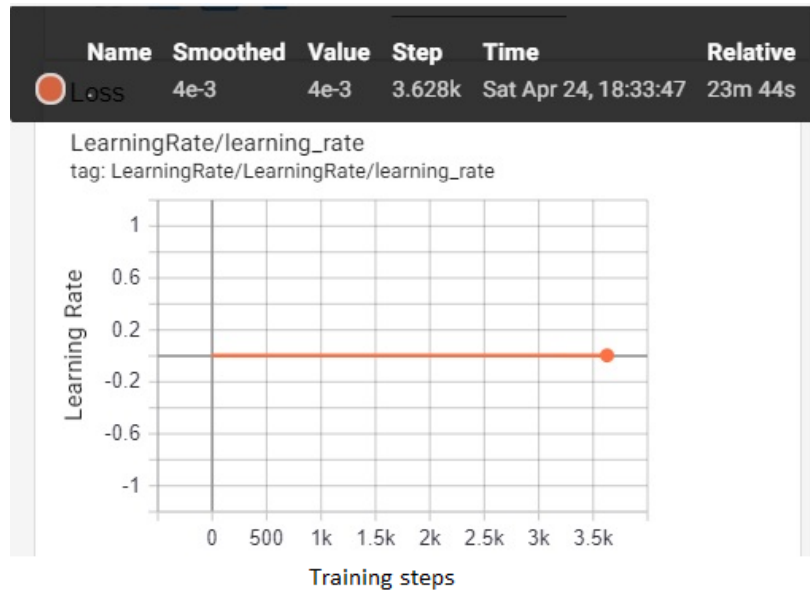 Name Smoothed Value Step Time Relative
. 4e-3 4e-3 3.628k Sat Apr 24, 18:33:47 23m 44s
Loss
LearningRate/learning_rate
tag: LearningRate/LearningRate/learning_rate
1
0.6
0.2
-0.2
-0.6
-1
Learning Rate
0 500 1k 1.5k 2k 2.5k 3k 3.5k
Training steps